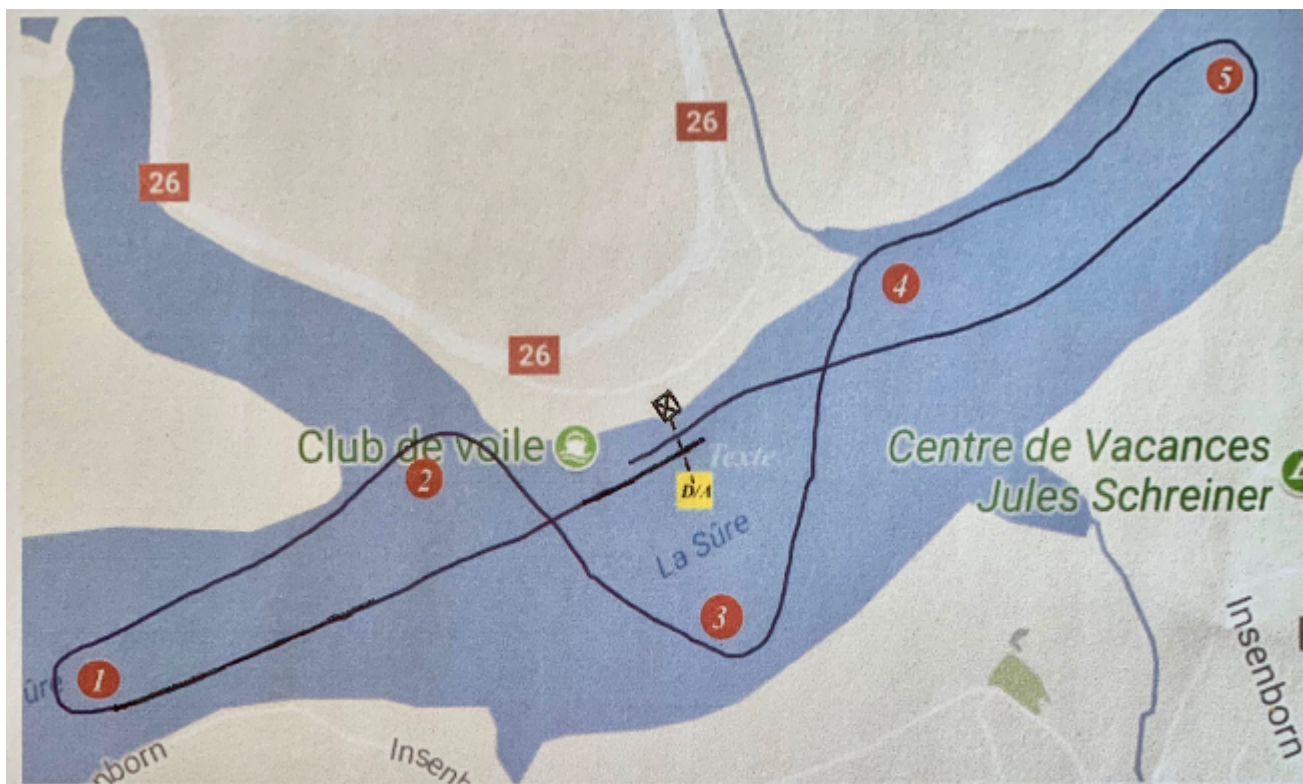 5
26
26
4
26
Club de voile
2
Texte
D/A
Centre de Vacances
Jules Schreiner
La Sûre
3
1
ûre
Insenborn
nborn
Insenb